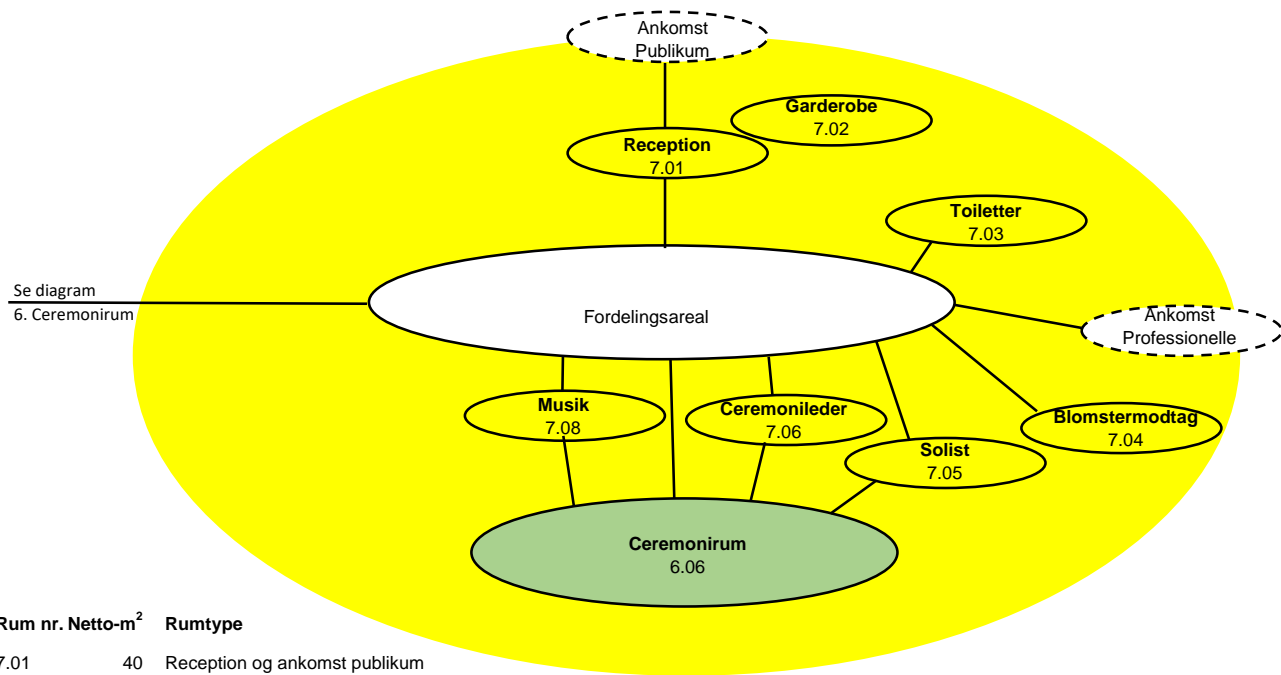 Ankomst
Publikum
Garderobe
7.02
Reception
7.01
Toiletter
7.03
Se diagram
6. Ceremonirum
Fordelingsareal
Ankomst
Professionelle
Musik
7.08
Ceremonileder
7.06
Blomstermodtag
7.04
Solist
7.05
Ceremonirum
6.06
Rum nr. Netto-m² Rumtype
7.01 40 Reception og ankomst publikum